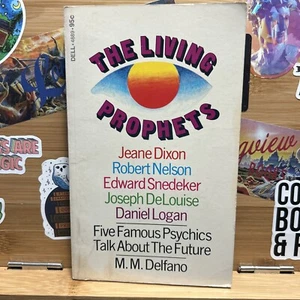 DELL • 4883 • 95c
THE LIVING
PROPHETS
Jeane Dixon
Robert Nelson
Edward Snedeker
Joseph DeLouise
Daniel Logan
Five Famous Psychics
Talk About The Future
M. M. Delfano